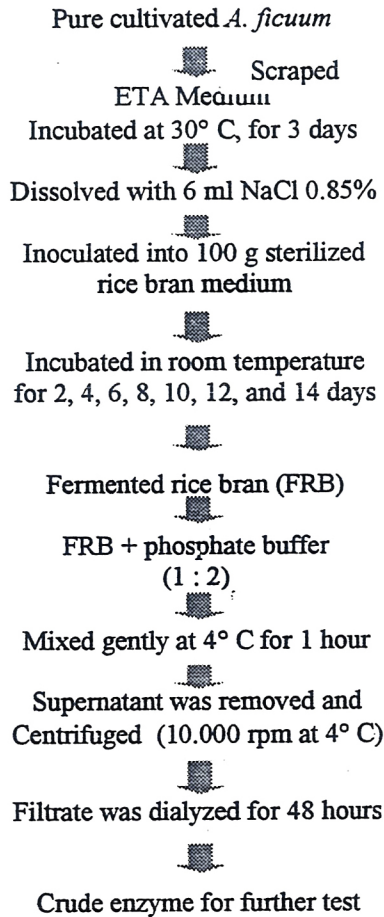 Pure cultivated A. ficuum
Scraped
ETA Medium
Incubated at 30° C, for 3 days
Dissolved with 6 ml NaCl 0.85%
Inoculated into 100 g sterilized
rice bran medium
Incubated in room temperature
for 2, 4, 6, 8, 10, 12, and 14 days
Fermented rice bran (FRB)
FRB + phosphate buffer
(1 : 2)
Mixed gently at 4° C for 1 hour
Supernatant was removed and
Centrifuged (10.000 rpm at 4° C)
Filtrate was dialyzed for 48 hours
Crude enzyme for further test